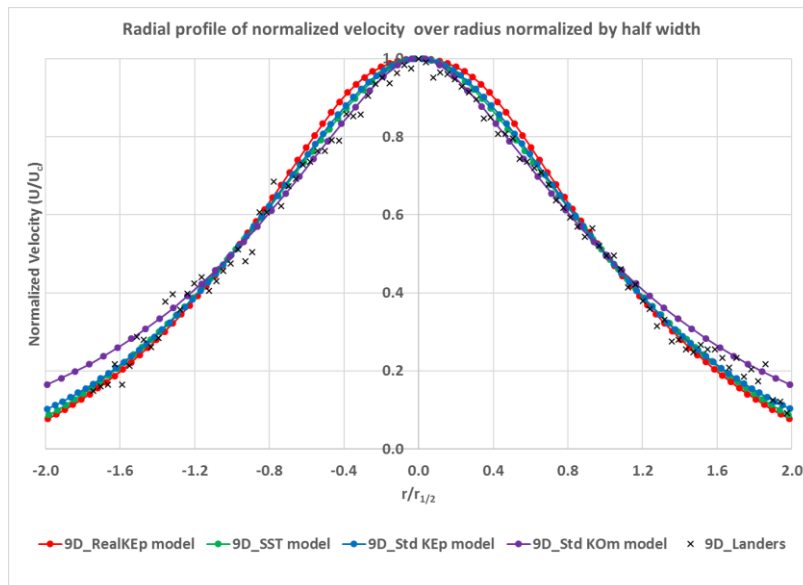 Radial profile of normalized velocity over radius normalized by half width
Normalized Velocity (U/U0)
1.0
0.8
0.6
0.4
0.2
0.0
-2.0 -1.6 -1.2 -0.8 -0.4 0.0 0.4 0.8 1.2 1.6 2.0
r/r1/2
9D_RealKEp model 9D_SST model 9D_Std KEp model 9D_Std KOm model 9D_Landers